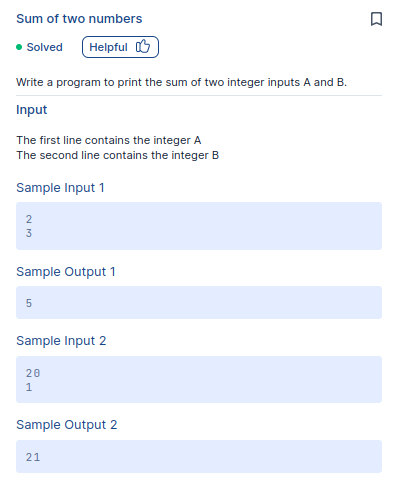 Sum of two numbers
Solved
Helpful
Write a program to print the sum of two integer inputs A and B.
Input
The first line contains the integer A
The second line contains the integer B
Sample Input 1
2
3
Sample Output 1
5
Sample Input 2
20
1
Sample Output 2
21